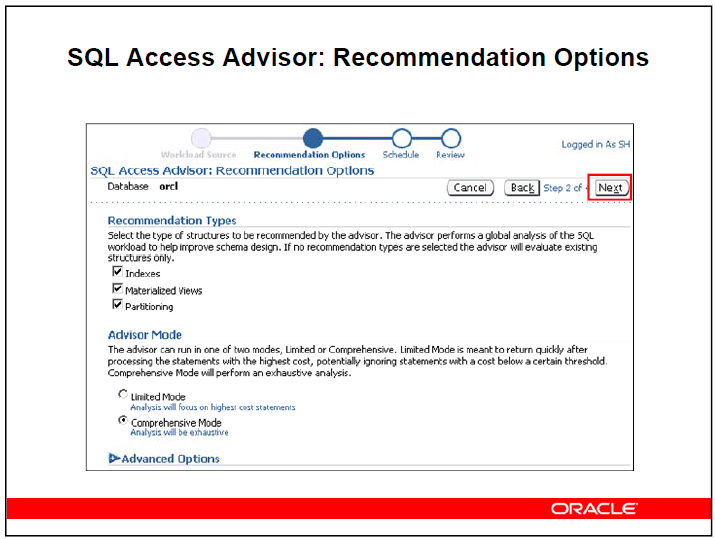 SQL Access Advisor: Recommendation Options
Workload Source Recommendation Options Schedule Review
Logged in As SH
SQL Access Advisor: Recommendation Options
Database orcl
Cancel Back Step 2 of Next
Recommendation Types
Select the type of structures to be recommended by the advisor. The advisor performs a global analysis of the SQL
workload to help improve schema design. If no recommendation types are selected the advisor will evaluate existing
structures only.
Indexes
Materialized Views
Partitioning
Advisor Mode
The advisor can run in one of two modes, Limited or Comprehensive. Limited Mode is meant to return quickly after
processing the statements with the highest cost, potentially ignoring statements with a cost below a certain threshold.
Comprehensive Mode will perform an exhaustive analysis.
Limited Mode
Analysis will focus on highest cost statements
Comprehensive Mode
Analysis will be exhaustive
Advanced Options
ORACLE